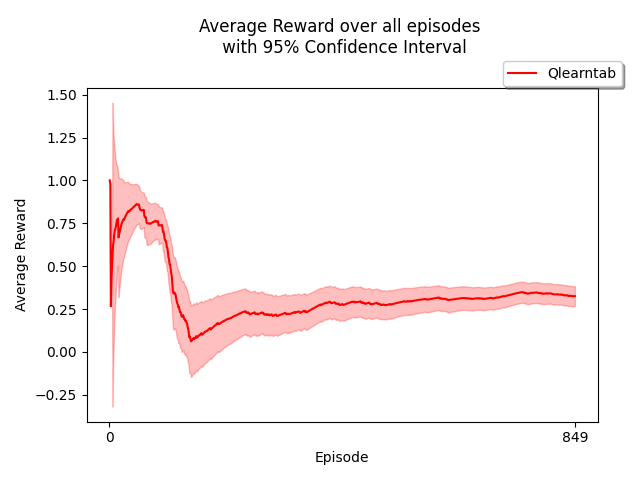 Average Reward over all episodes
with 95% Confidence Interval
Qlearntab
1.50
1.25
1.00
0.75
0.50
0.25
0.00
−0.25
Average Reward
0
849
Episode